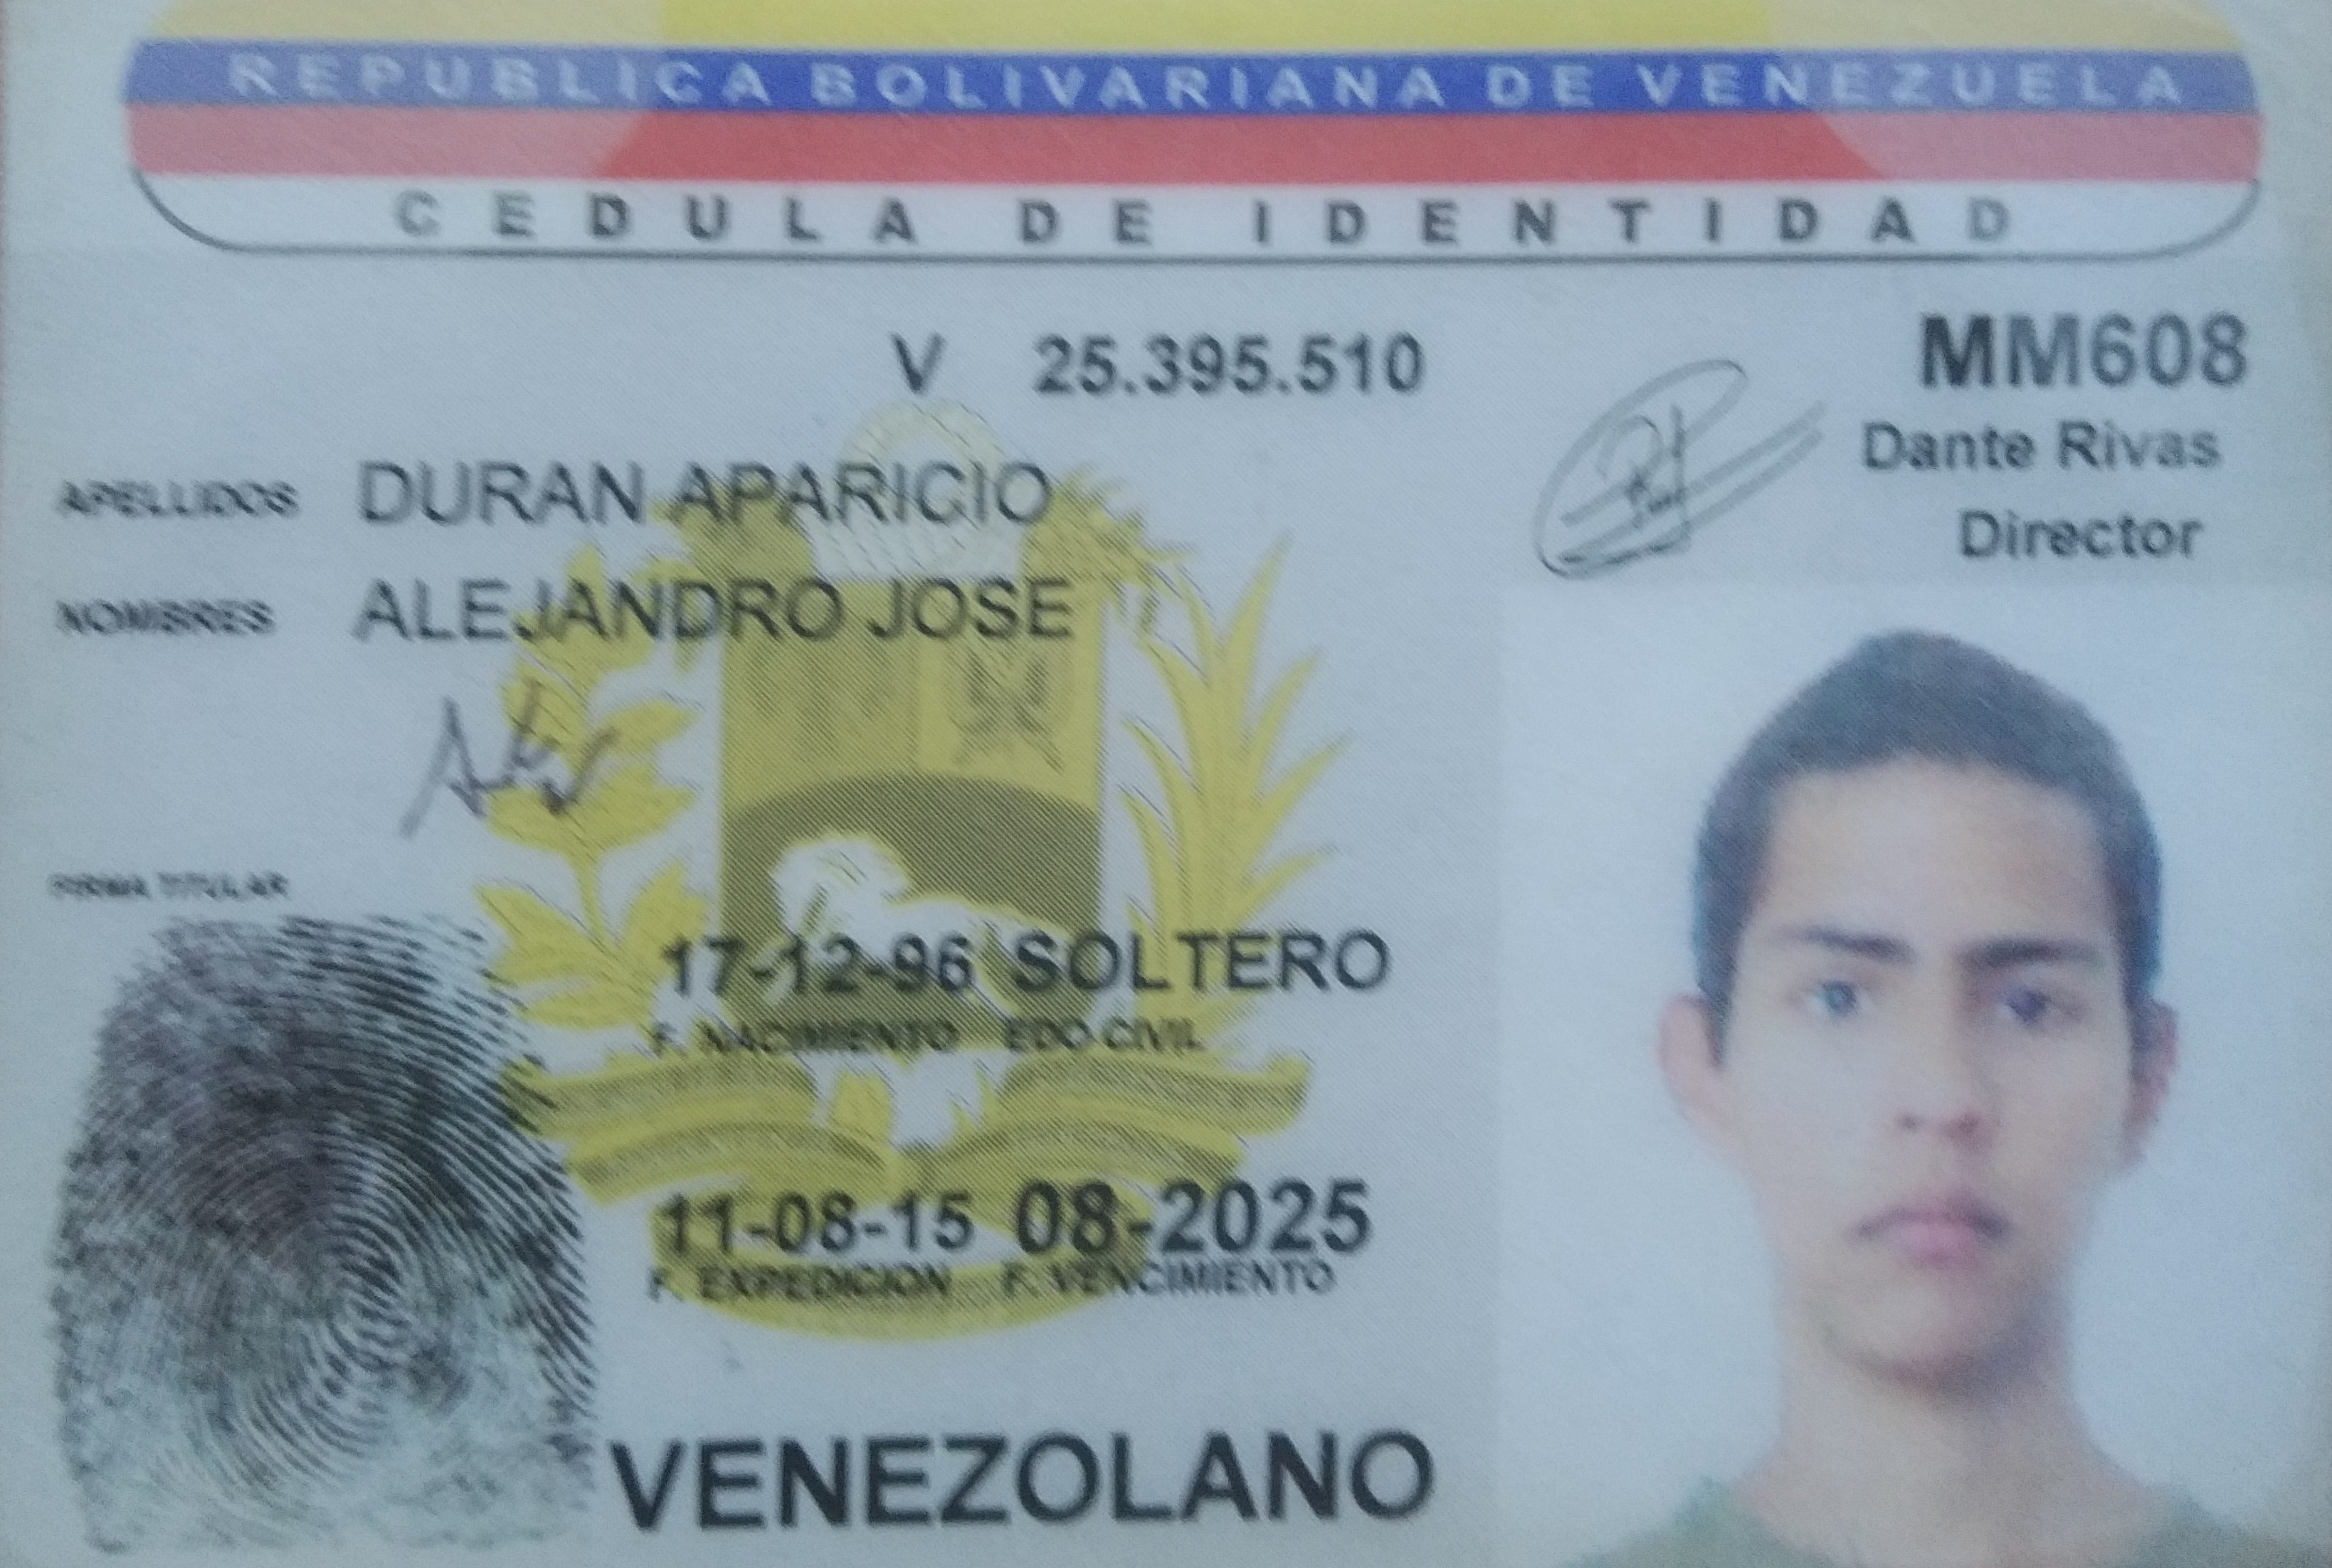 REPUBLICA BOLIVARIANA DE VENEZUELA
CEDULA DE IDENTIDAD
V 25.395.510
MM608
Dante Rivas
Director
APELLIDOS DURAN APARICIO
NOMBRES ALEJANDRO JOSE
FIRMA TITULAR
17-12-96 SOLTERO
F. NACIMIENTO EDO CIVIL
11-08-15 08-2025
F. EXPEDICION F. VENCIMIENTO
VENEZOLANO